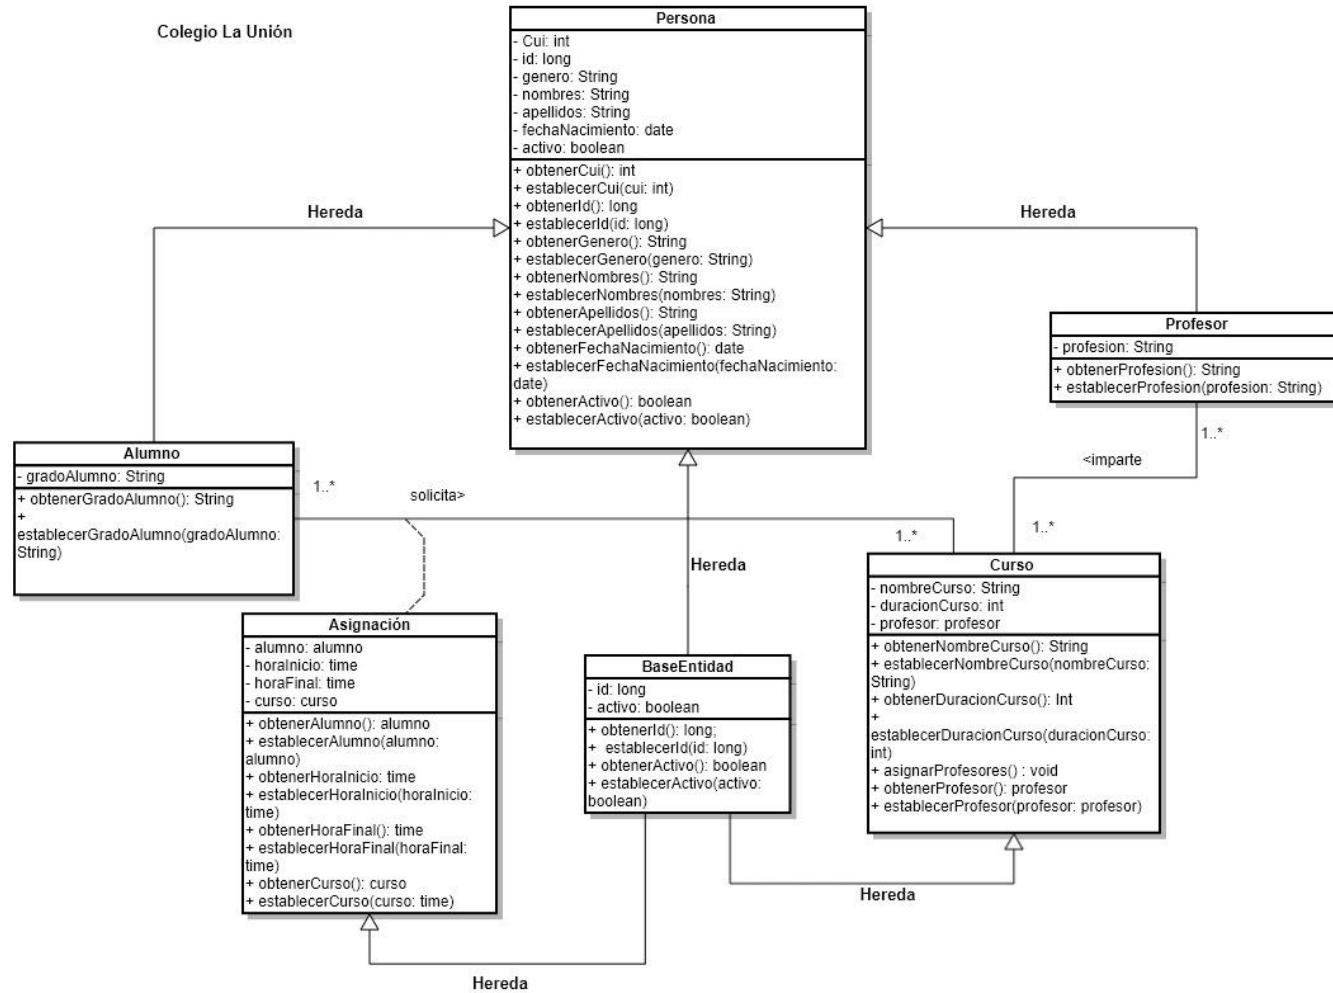 Colegio La Unión
Persona
- Cui: int
- id: long
- genero: String
- nombres: String
- apellidos: String
- fechaNacimiento: date
- activo: boolean
+ obtenerCui(): int
+ establecerCui(cui: int)
+ obtenerId(): long
+ establecerId(id: long)
+ obtenerGenero(): String
+ establecerGenero(genero: String)
+ obtenerNombres(): String
+ establecerNombres(nombres: String)
+ obtenerApellidos(): String
+ establecerApellidos(apellidos: String)
+ obtenerFechaNacimiento(): date
+ establecerFechaNacimiento(fechaNacimiento:
date)
+ obtenerActivo(): boolean
+ establecerActivo(activo: boolean)
Hereda
Hereda
Profesor
- profesion: String
+ obtenerProfesion(): String
+ establecerProfesion(profesion: String)
1..*
<imparte
1..*
Alumno
- gradoAlumno: String
+ obtenerGradoAlumno(): String
+
establecerGradoAlumno(gradoAlumno:
String)
1..*
solicita>
1..*
Hereda
Curso
- nombreCurso: String
- duracionCurso: int
- profesor: profesor
+ obtenerNombreCurso(): String
+ establecerNombreCurso(nombreCurso:
String)
+ obtenerDuracionCurso(): Int
+
establecerDuracionCurso(duracionCurso:
int)
+ asignarProfesores() : void
+ obtenerProfesor(): profesor
+ establecerProfesor(profesor: profesor)
Asignación
- alumno: alumno
- horaInicio: time
- horaFinal: time
- curso: curso
+ obtenerAlumno(): alumno
+ establecerAlumno(alumno:
alumno)
+ obtenerHoraInicio: time
+ establecerHoraInicio(horaInicio:
time)
+ obtenerHoraFinal(): time
+ establecerHoraFinal(horaFinal:
time)
+ obtenerCurso(): curso
+ establecerCurso(curso: time)
BaseEntidad
- id: long
- activo: boolean
+ obtenerId(): long;
+  establecerId(id: long)
+ obtenerActivo(): boolean
+ establecerActivo(activo:
boolean)
Hereda
Hereda